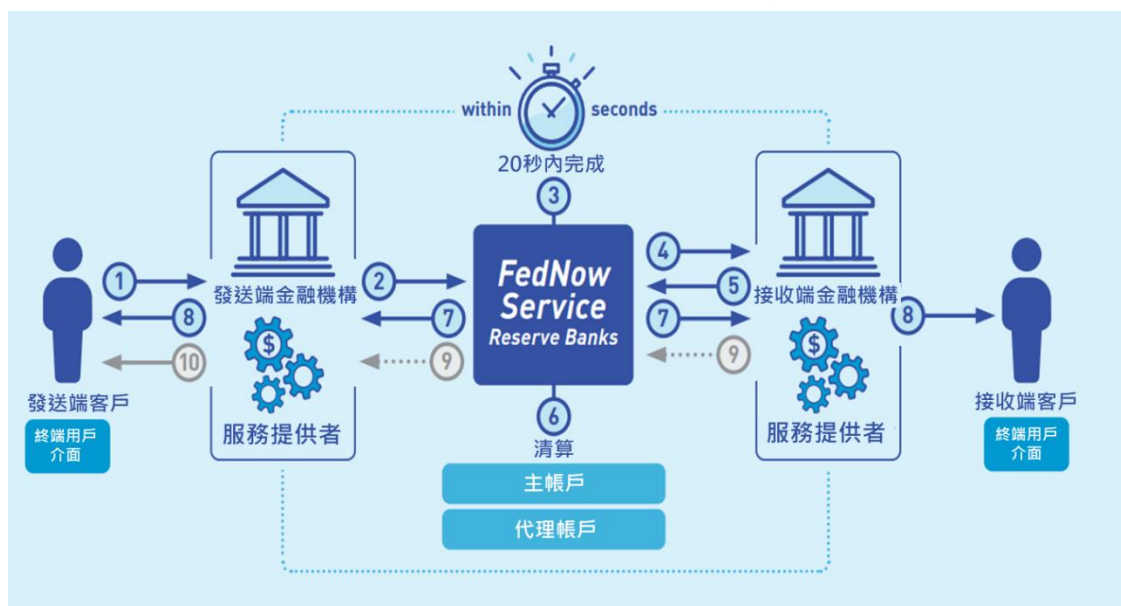 within seconds
20秒內完成
3
FedNow
Service
Reserve Banks
1
2
4
5
發送端金融機構
接收端金融機構
8
7
7
8
$
$
10
9
9
發送端客戶
接收端客戶
終端用戶
介面
終端用戶
介面
服務提供者
服務提供者
6
清算
主帳戶
代理帳戶